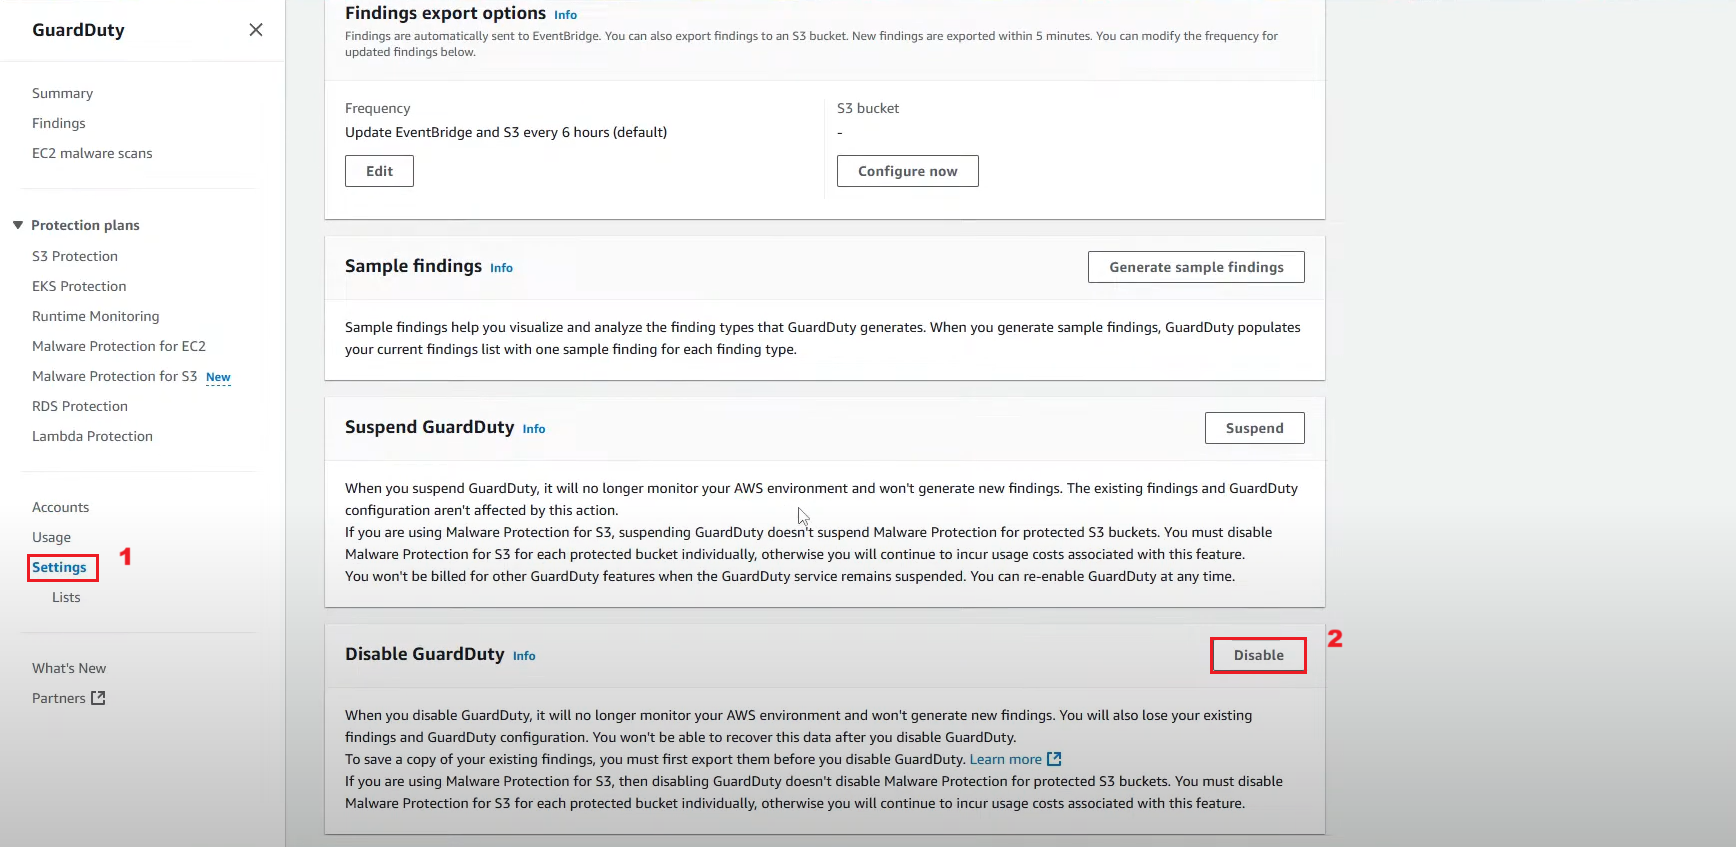 GuardDuty
Summary
Findings
EC2 malware scans
Protection plans
S3 Protection
EKS Protection
Runtime Monitoring
Malware Protection for EC2
Malware Protection for S3 New
RDS Protection
Lambda Protection
Accounts
Usage
Settings 1
Lists
What's New
Partners
Findings export options Info
Findings are automatically sent to EventBridge. You can also export findings to an S3 bucket. New findings are exported within 5 minutes. You can modify the frequency for
updated findings below.
Frequency
Update EventBridge and S3 every 6 hours (default)
Edit
S3 bucket
-
Configure now
Sample findings Info
Generate sample findings
Sample findings help you visualize and analyze the finding types that GuardDuty generates. When you generate sample findings, GuardDuty populates
your current findings list with one sample finding for each finding type.
Suspend GuardDuty Info
Suspend
When you suspend GuardDuty, it will no longer monitor your AWS environment and won't generate new findings. The existing findings and GuardDuty
configuration aren't affected by this action.
If you are using Malware Protection for S3, suspending GuardDuty doesn't suspend Malware Protection for protected S3 buckets. You must disable
Malware Protection for S3 for each protected bucket individually, otherwise you will continue to incur usage costs associated with this feature.
You won't be billed for other GuardDuty features when the GuardDuty service remains suspended. You can re-enable GuardDuty at any time.
Disable GuardDuty Info
Disable 2
When you disable GuardDuty, it will no longer monitor your AWS environment and won't generate new findings. You will also lose your existing
findings and GuardDuty configuration. You won't be able to recover this data after you disable GuardDuty.
To save a copy of your existing findings, you must first export them before you disable GuardDuty. Learn more
If you are using Malware Protection for S3, then disabling GuardDuty doesn't disable Malware Protection for protected S3 buckets. You must disable
Malware Protection for S3 for each protected bucket individually, otherwise you will continue to incur usage costs associated with this feature.